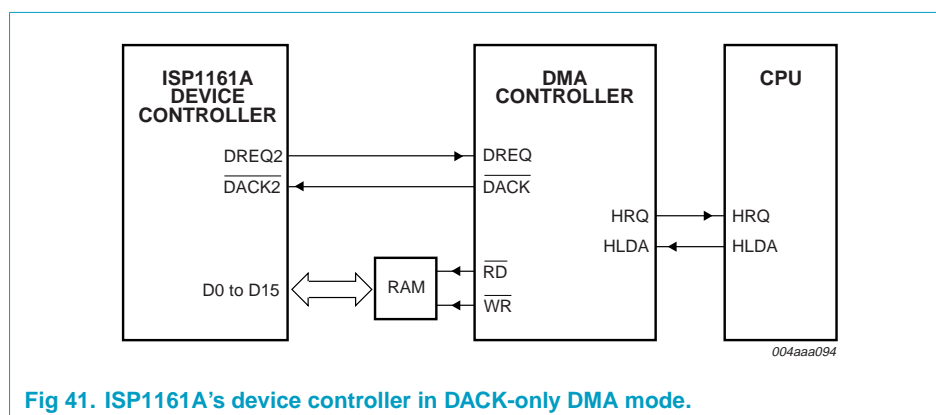 ISP1161A
DEVICE
CONTROLLER
DMA
CONTROLLER
CPU
DREQ2
DREQ
DACK2
DACK
HRQ
HRQ
HLDA
HLDA
D0 to D15
RAM
RD
WR
004aaa094
Fig 41. ISP1161A’s device controller in DACK-only DMA mode.